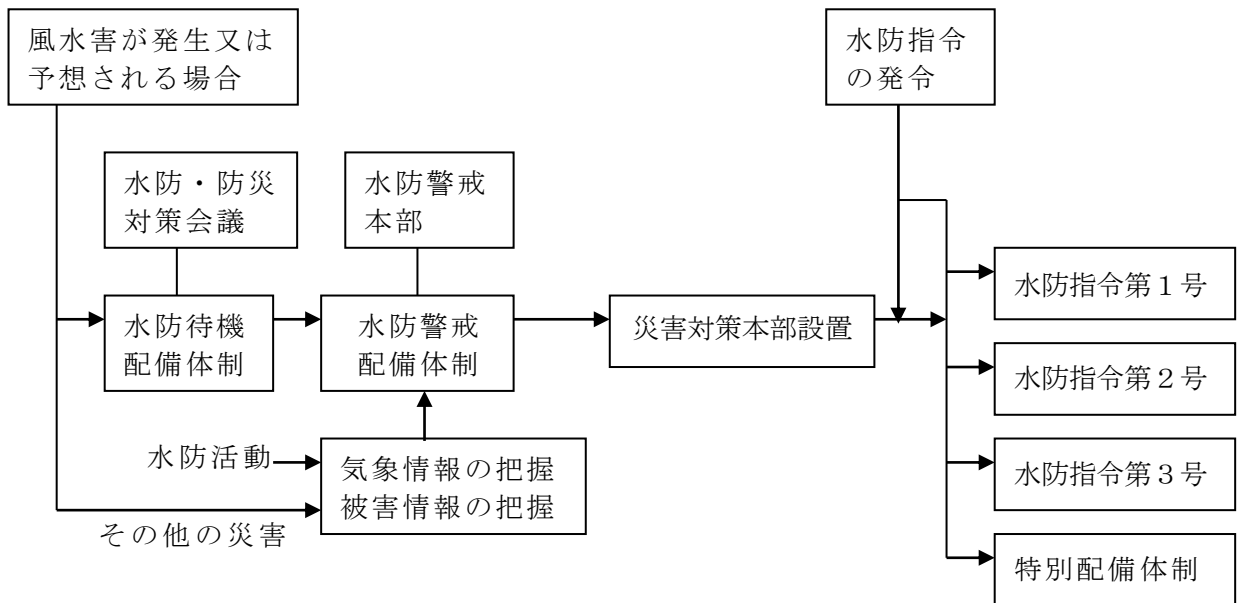 風水害が発生又は
予想される場合
水防指令
の発令
水防・防災
対策会議
水防警戒
本部
水防待機
配備体制
水防警戒
配備体制
災害対策本部設置
水防指令第１号
水防指令第２号
水防指令第３号
特別配備体制
水防活動
気象情報の把握
被害情報の把握
その他の災害